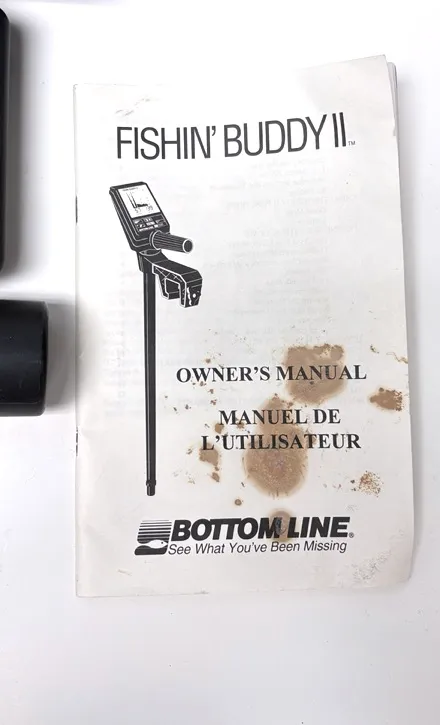 FISHIN' BUDDY II™
OWNER'S MANUAL
MANUEL DE
L'UTILISATEUR
BOTTOM LINE®
See What You've Been Missing